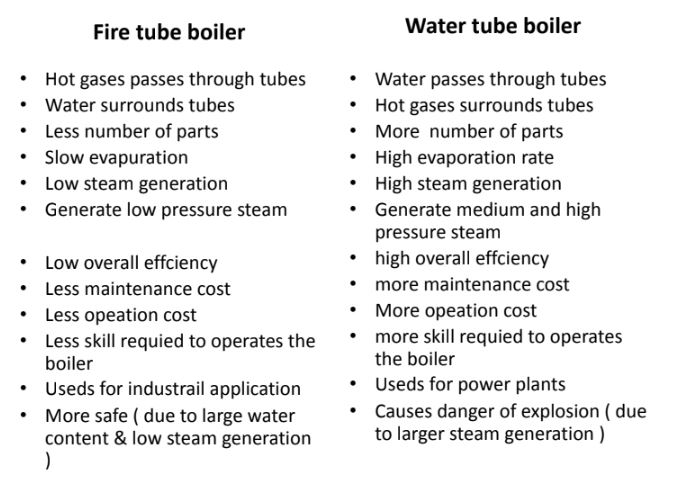 Fire tube boiler
• Hot gases passes through tubes
• Water surrounds tubes
• Less number of parts
• Slow evapuration
• Low steam generation
• Generate low pressure steam
• Low overall effciency
• Less maintenance cost
• Less opeation cost
• Less skill requied to operates the
boiler
• Useds for industrail application
• More safe ( due to large water
content & low steam generation
)
Water tube boiler
• Water passes through tubes
• Hot gases surrounds tubes
• More  number of parts
• High evaporation rate
• High steam generation
• Generate medium and high
pressure steam
• high overall effciency
• more maintenance cost
• More opeation cost
• more skill requied to operates
the boiler
• Useds for power plants
• Causes danger of explosion ( due
to larger steam generation )